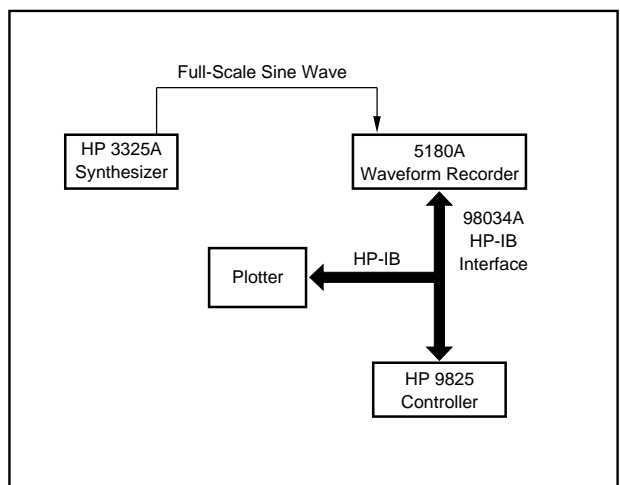 Full-Scale Sine Wave
HP 3325A
Synthesizer
5180A
Waveform Recorder
98034A
HP-IB
Interface
HP-IB
Plotter
HP 9825
Controller